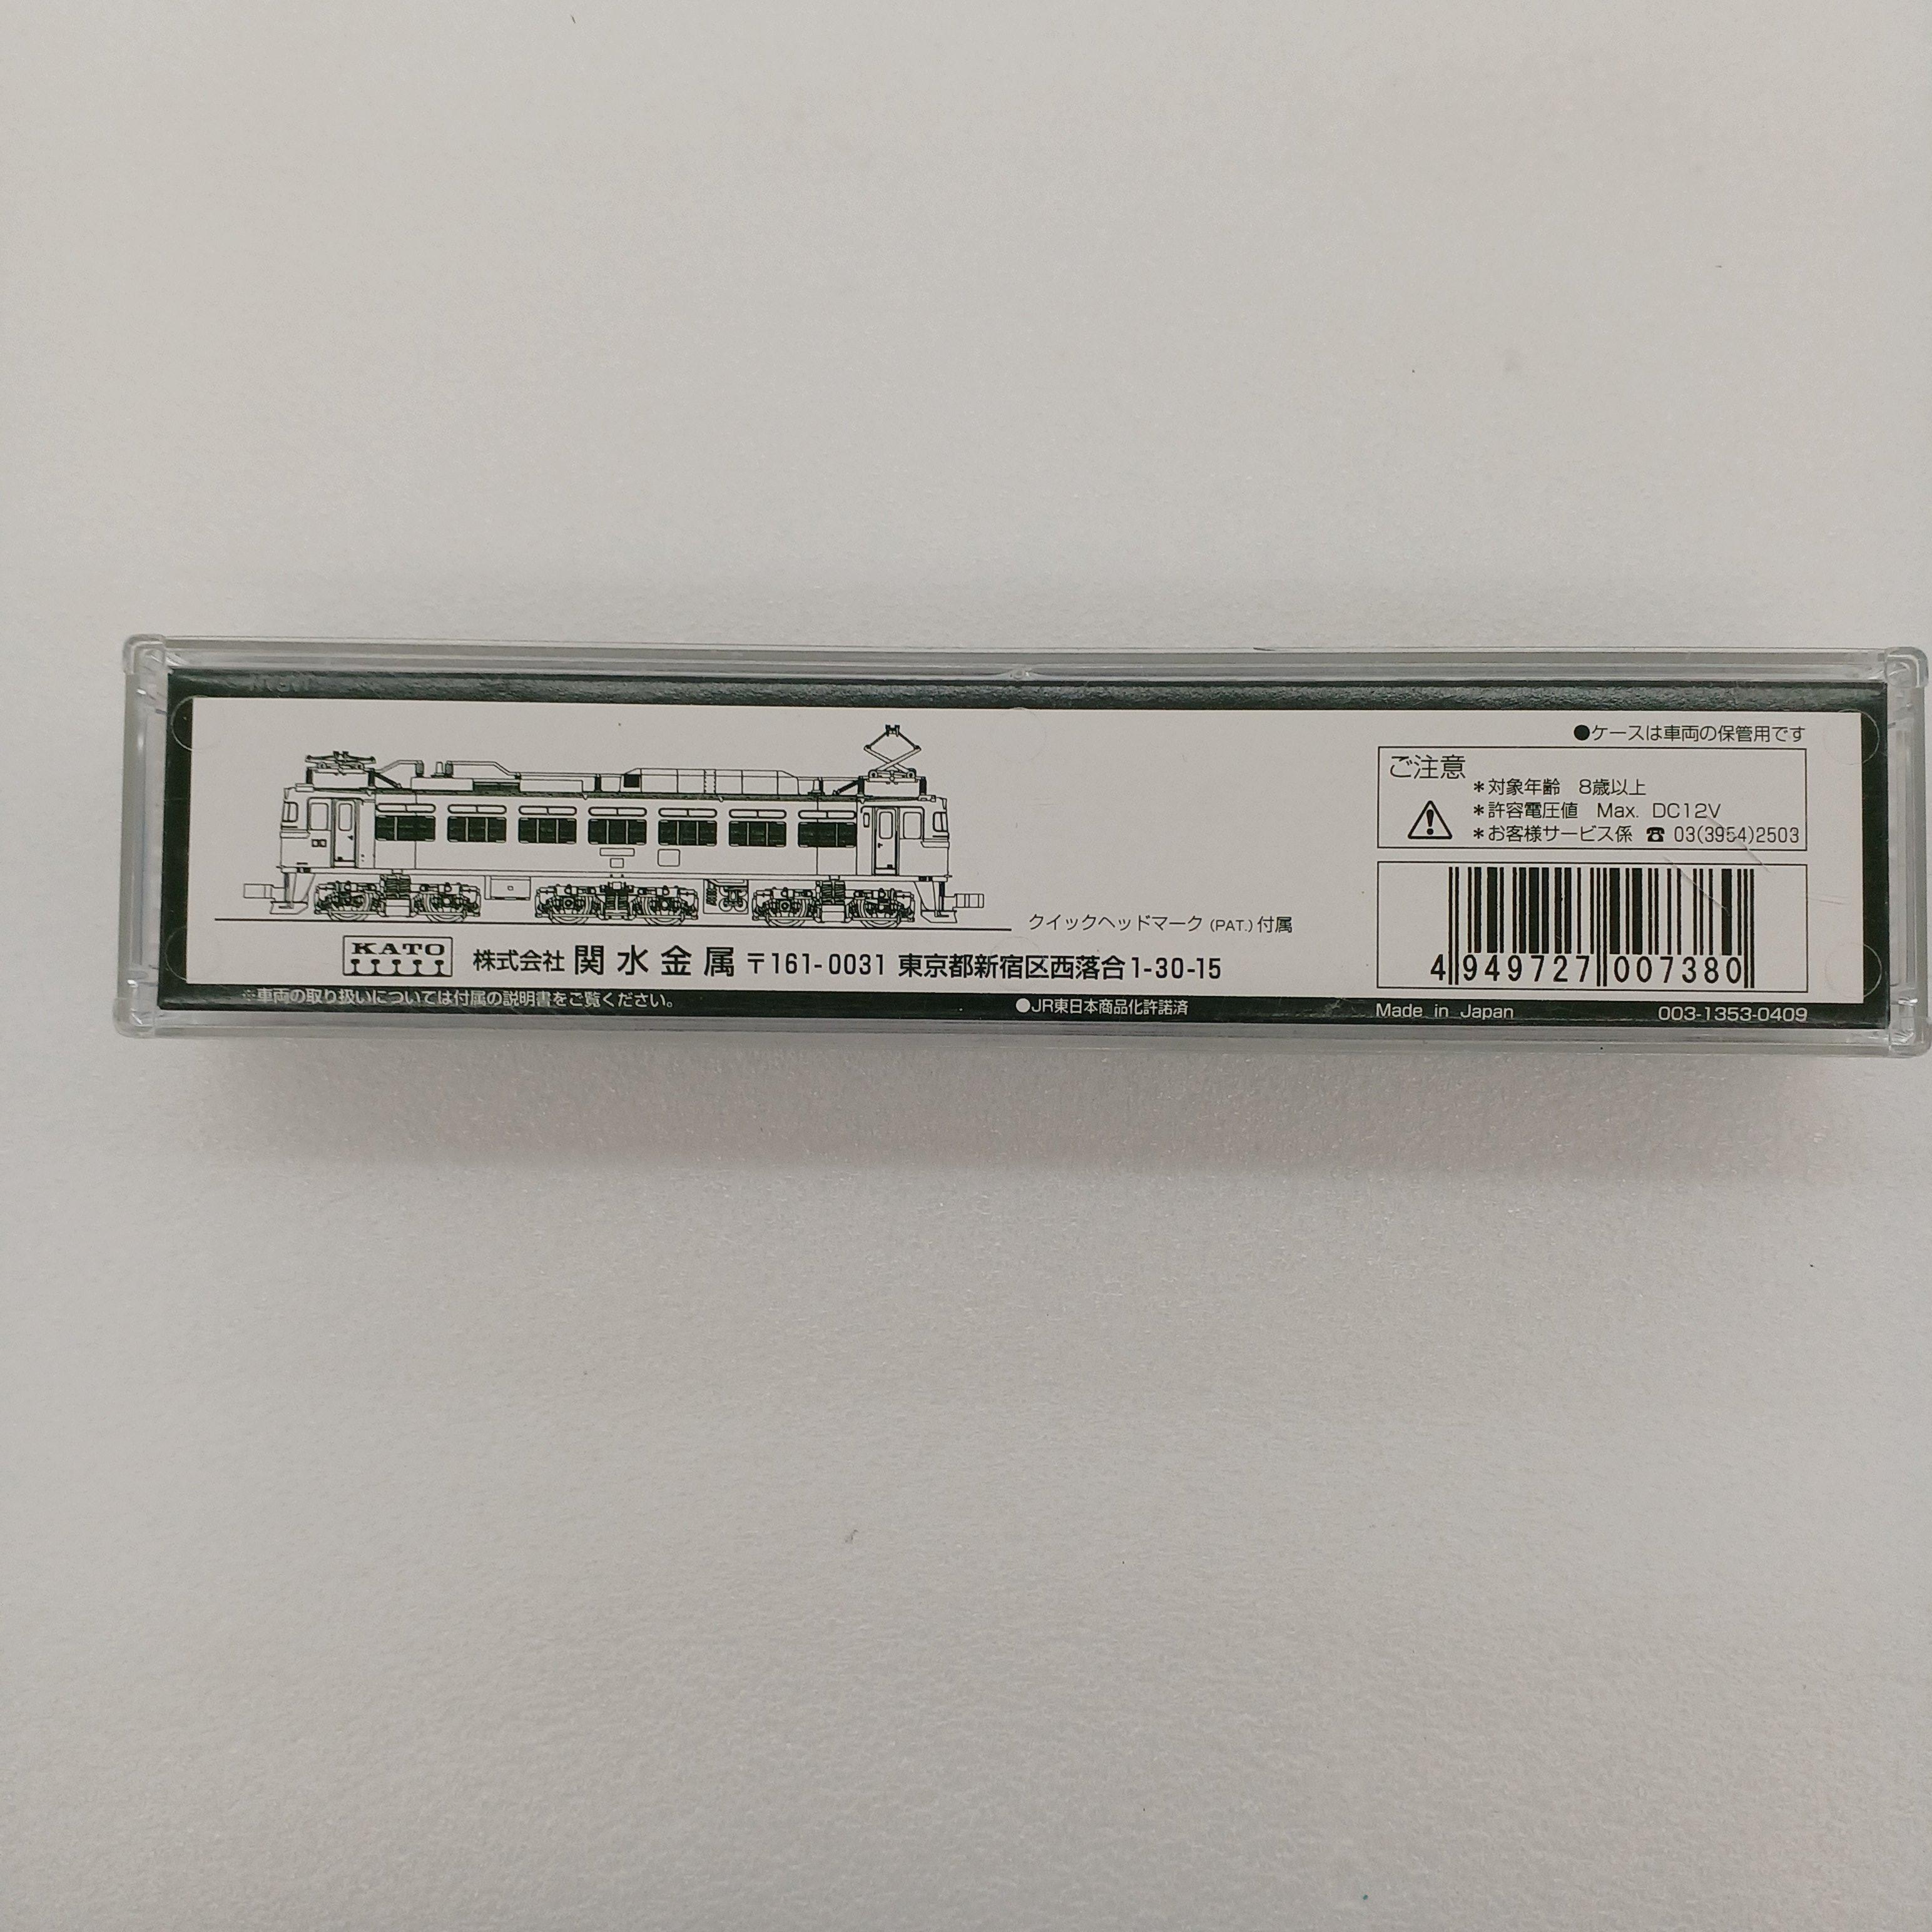 ●ケースは車両の保管用です
ご注意
＊対象年齢　8歳以上
＊許容電圧値　Max. DC12V
＊お客様サービス係 ☎ 03(3954)2503
クイックヘッドマーク (PAT.) 付属
KATO 株式会社 関水金属 〒161-0031 東京都新宿区西落合1-30-15
4 949727 007380
※車両の取り扱いについては付属の説明書をご覧ください。
●JR東日本商品化許諾済
Made in Japan 003-1353-0409